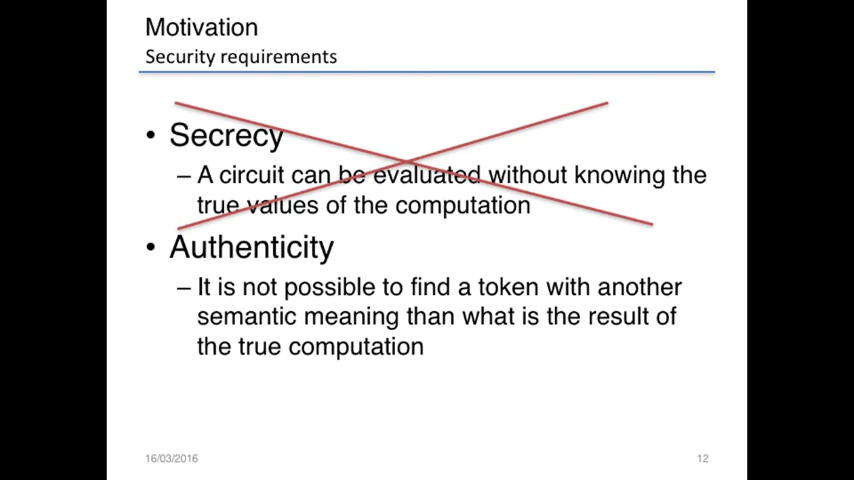 Motivation
Security requirements
• Secrecy
– A circuit can be evaluated without knowing the
true values of the computation
• Authenticity
– It is not possible to find a token with another
semantic meaning than what is the result of
the true computation
16/03/2016
12